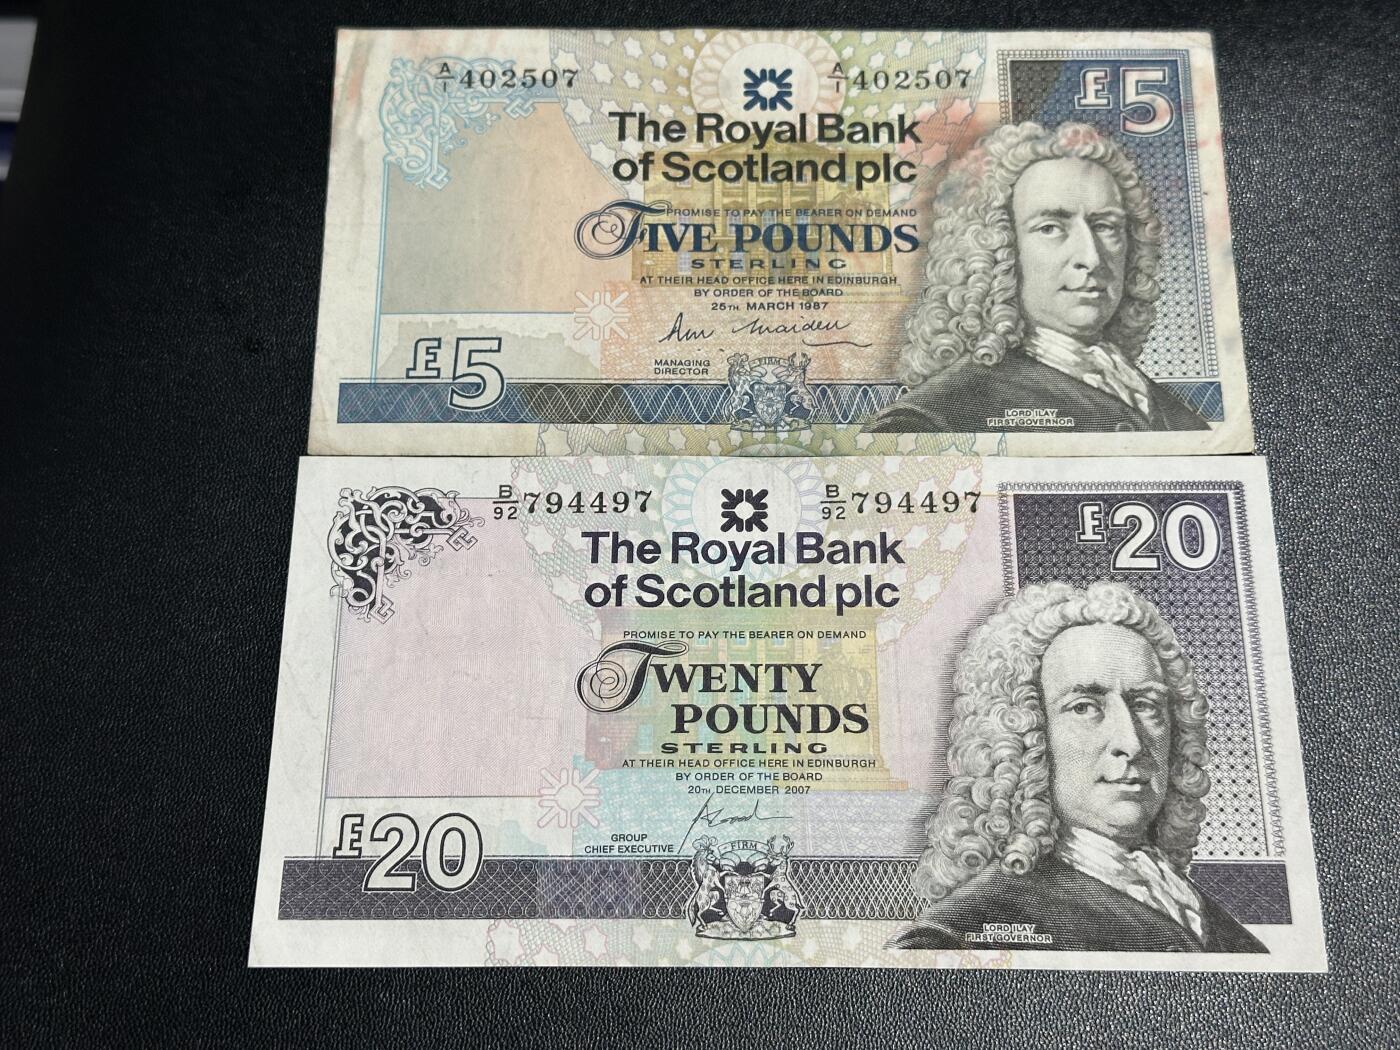 A/1 402507 A/1 402507
£5
The Royal Bank
of Scotland plc
PROMISE TO PAY THE BEARER ON DEMAND
FIVE POUNDS
STERLING
AT THEIR HEAD OFFICE HERE IN EDINBURGH
BY ORDER OF THE BOARD
25TH. MARCH 1987
MANAGING
DIRECTOR
FIRM
£5
LORD ILAY
FIRST GOVERNOR
B/92 794497 B/92 794497
£20
The Royal Bank
of Scotland plc
PROMISE TO PAY THE BEARER ON DEMAND
TWENTY
POUNDS
STERLING
AT THEIR HEAD OFFICE HERE IN EDINBURGH
BY ORDER OF THE BOARD
20TH. DECEMBER 2007
GROUP
CHIEF EXECUTIVE
FIRM
£20
LORD ILAY
FIRST GOVERNOR